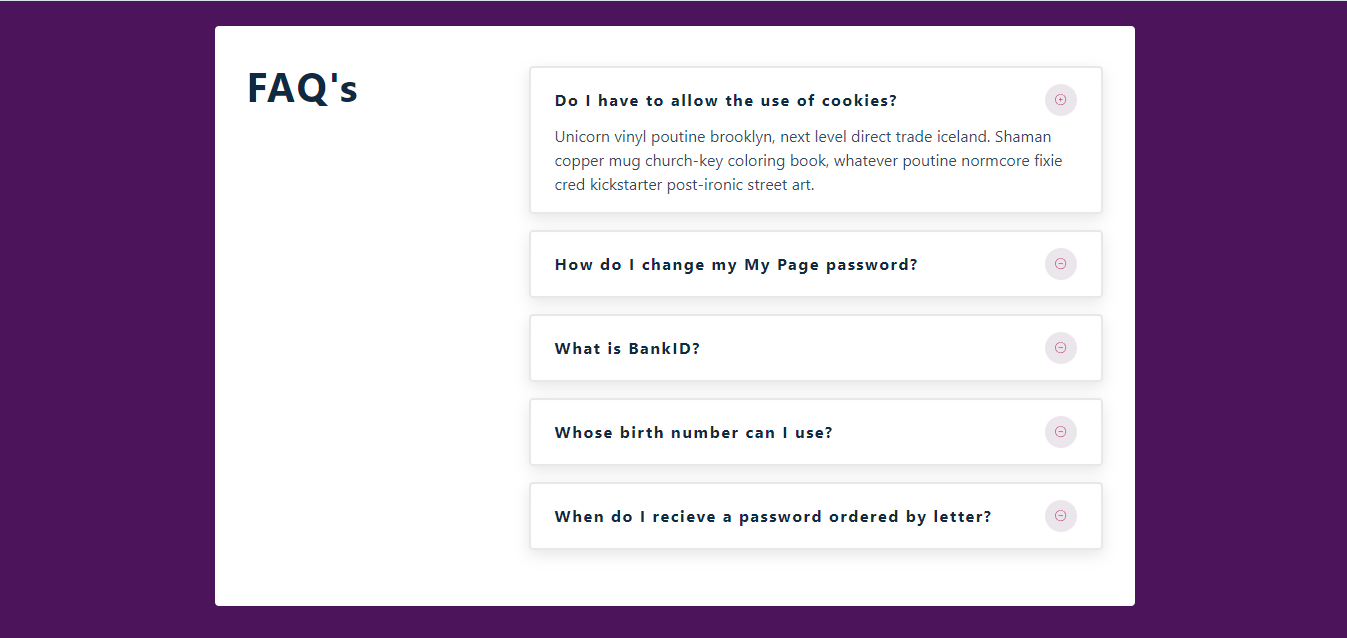 FAQ's
Do I have to allow the use of cookies?
Unicorn vinyl poutine brooklyn, next level direct trade iceland. Shaman
copper mug church-key coloring book, whatever poutine normcore fixie
cred kickstarter post-ironic street art.
How do I change my My Page password?
What is BankID?
Whose birth number can I use?
When do I recieve a password ordered by letter?